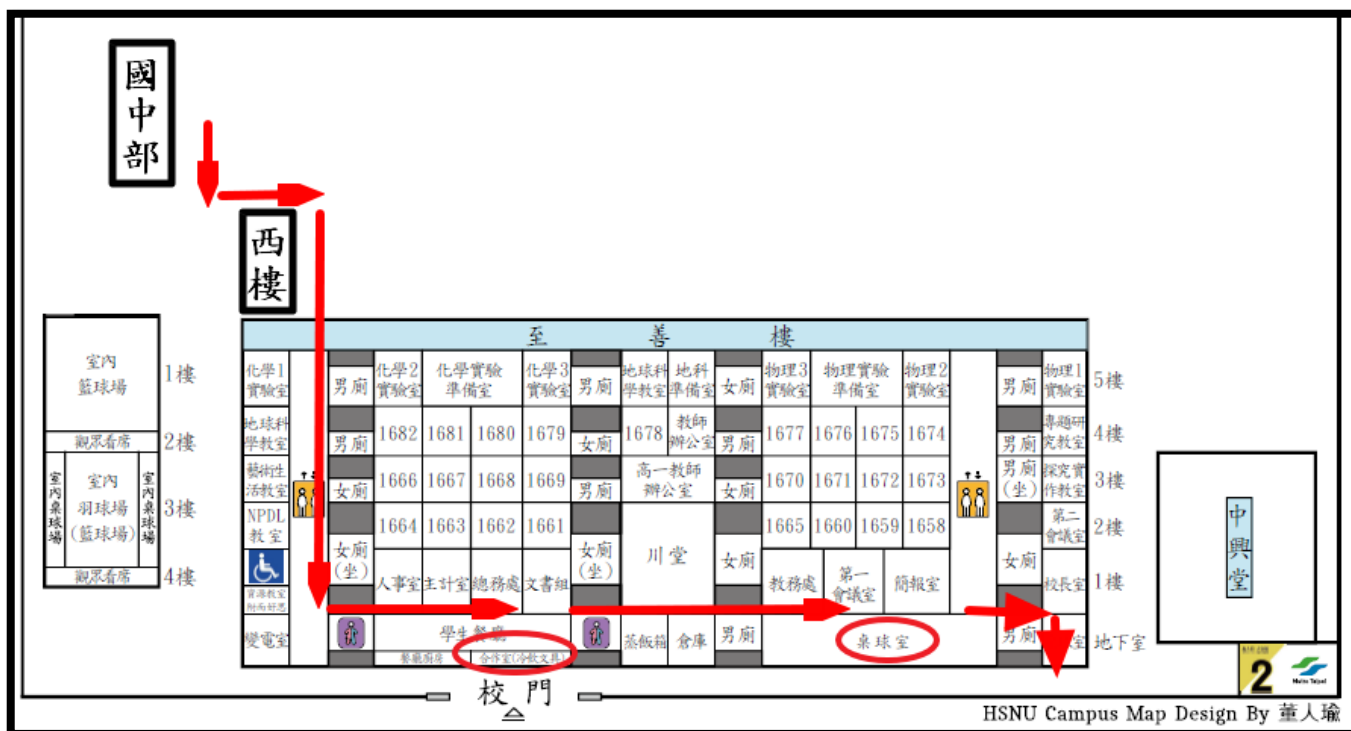 國中部
西樓
至善樓
室內
籃球場
1樓
觀眾看席
2樓
室內桌球場
室內
羽球場
(籃球場)
室內桌球場
3樓
觀眾看席
4樓
化學1
實驗室
男廁
化學2
實驗室
化學實驗
準備室
化學3
實驗室
男廁
地球科
學教室
地科
準備室
女廁
物理3
實驗室
物理實驗
準備室
物理2
實驗室
男廁
物理1
實驗室
5樓
地球科
學教室
男廁
1682
1681
1680
1679
女廁
1678
教師
辦公室
男廁
1677
1676
1675
1674
男廁
專題研
究教室
4樓
藝術生
活教室
女廁
1666
1667
1668
1669
男廁
高一教師
辦公室
女廁
1670
1671
1672
1673
男廁
(坐)
探究實
作教室
3樓
NPDL
教室
1664
1663
1662
1661
1665
1660
1659
1658
第二
會議室
2樓
女廁
(坐)
人事室
主計室
總務處
文書組
女廁
(坐)
川堂
女廁
教務處
第一
會議室
簡報室
女廁
校長室
1樓
資源教室
變電室
學生餐廳
餐廳廚房
合作室(冷飲文具)
蒸飯箱
倉庫
男廁
桌球室
男廁
室
地下室
中興堂
校門
2
Metro Taipei
HSNU Campus Map Design By 董人瑜